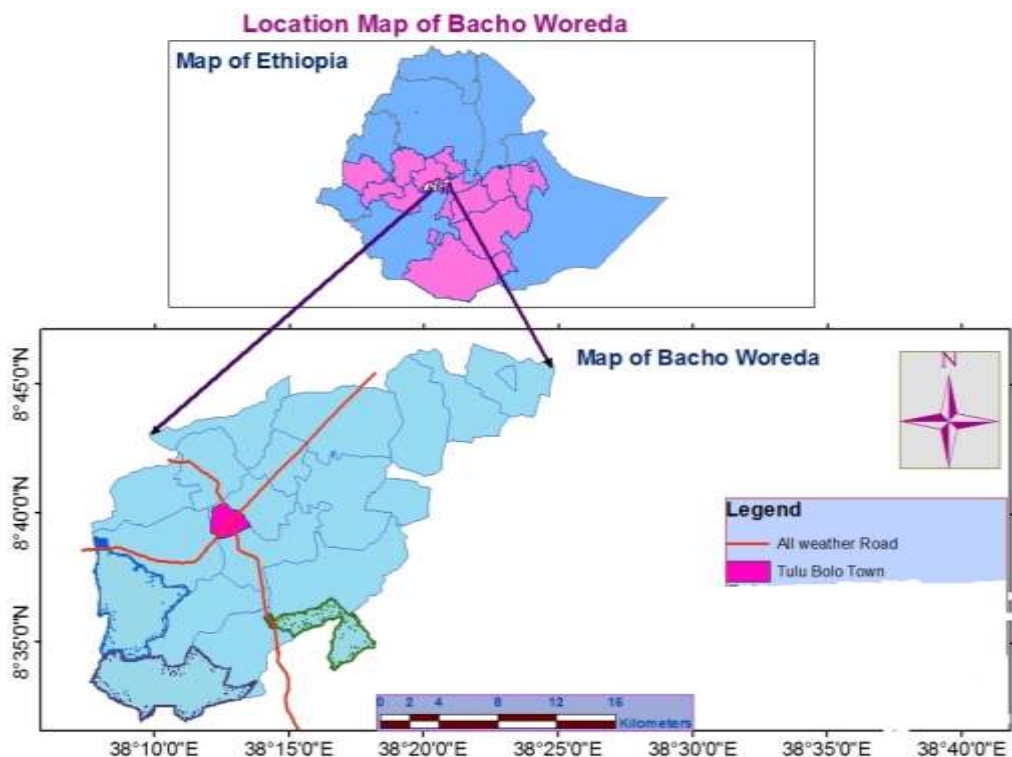 Location Map of Bacho Woreda
Map of Ethiopia
Map of Bacho Woreda
N
8°45'0"N
8°40'0"N
8°35'0"N
Legend
All weather Road
Tulu Bolo Town
0 2 4 8 12 16
Kilometers
38°10'0"E 38°15'0"E 38°20'0"E 38°25'0"E 38°30'0"E 38°35'0"E 38°40'0"E